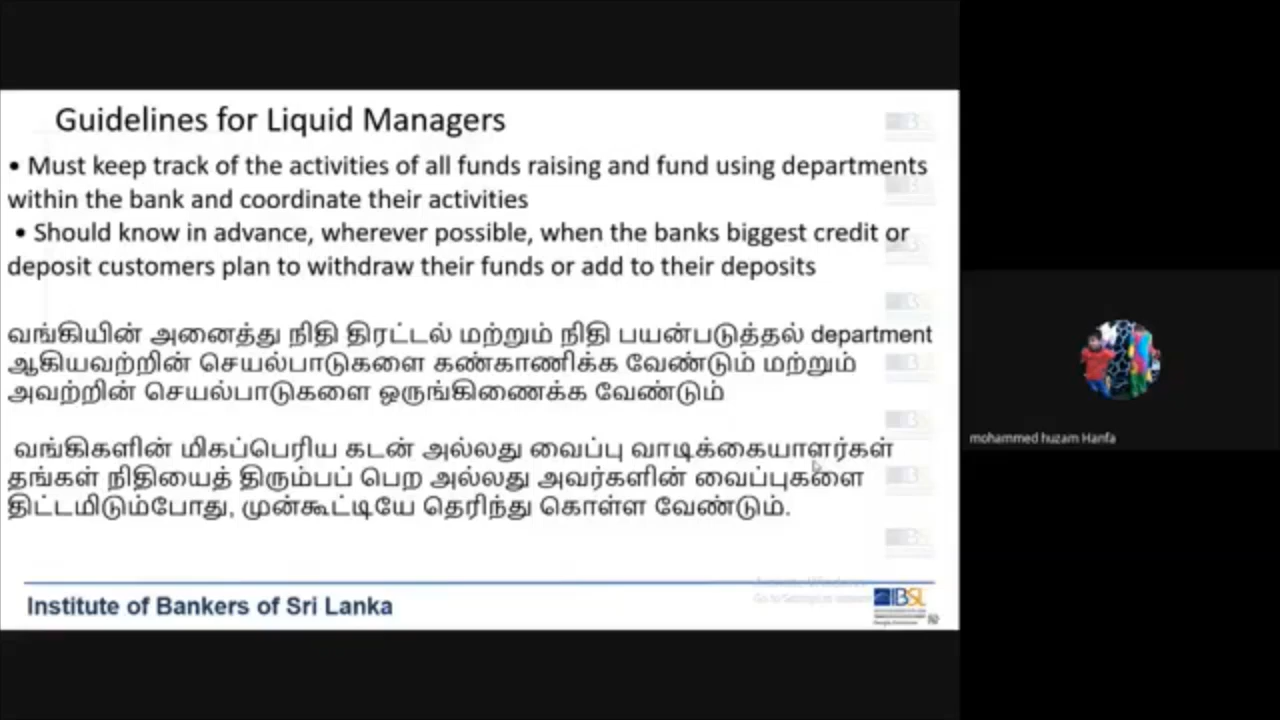 Guidelines for Liquid Managers
• Must keep track of the activities of all funds raising and fund using departments
within the bank and coordinate their activities
• Should know in advance, wherever possible, when the banks biggest credit or
deposit customers plan to withdraw their funds or add to their deposits
வங்கியின் அனைத்து நிதி திரட்டல் மற்றும் நிதி பயன்படுத்தல் department
ஆகியவற்றின் செயல்பாடுகளை கண்காணிக்க வேண்டும் மற்றும்
அவற்றின் செயல்பாடுகளை ஒருங்கிணைக்க வேண்டும்
வங்கிகளின் மிகப்பெரிய கடன் அல்லது வைப்பு வாடிக்கையாளர்கள்
தங்கள் நிதியைத் திரும்பப் பெற அல்லது அவர்களின் வைப்புகளை
திட்டமிடும்போது, முன்கூட்டியே தெரிந்து கொள்ள வேண்டும்.
Institute of Bankers of Sri Lanka
IBSL
mohammed huzam Hanfa